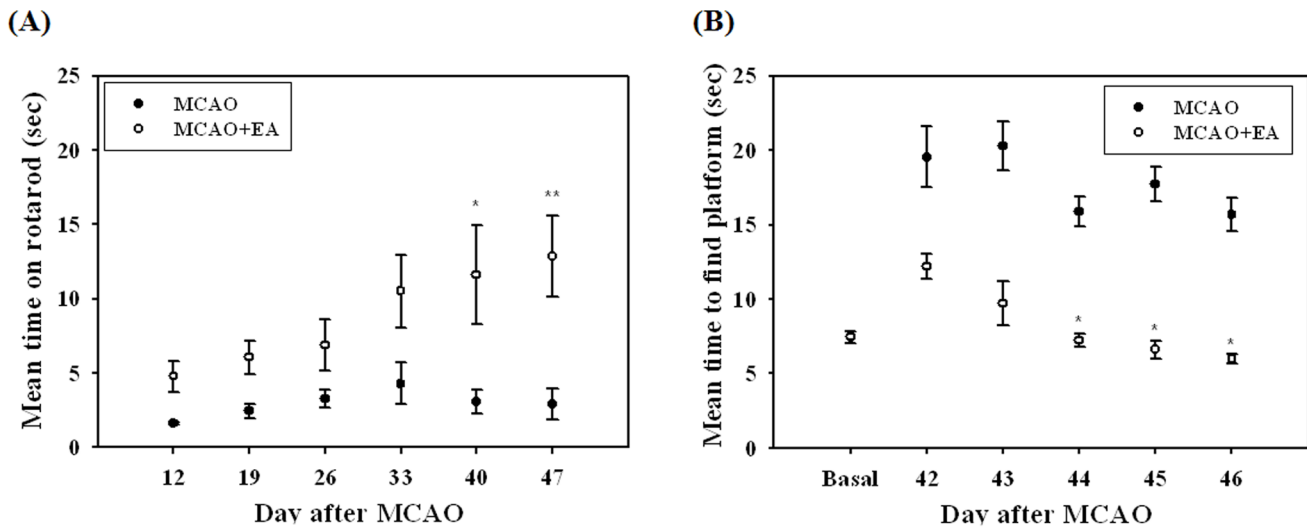 (A)
Mean time on rotarod (sec)
25
20
15
10
5
0
MCAO
MCAO+EA
*
**
12 19 26 33 40 47
Day after MCAO
(B)
Mean time to find platform (sec)
25
20
15
10
5
0
MCAO
MCAO+EA
*
*
*
Basal 42 43 44 45 46
Day after MCAO